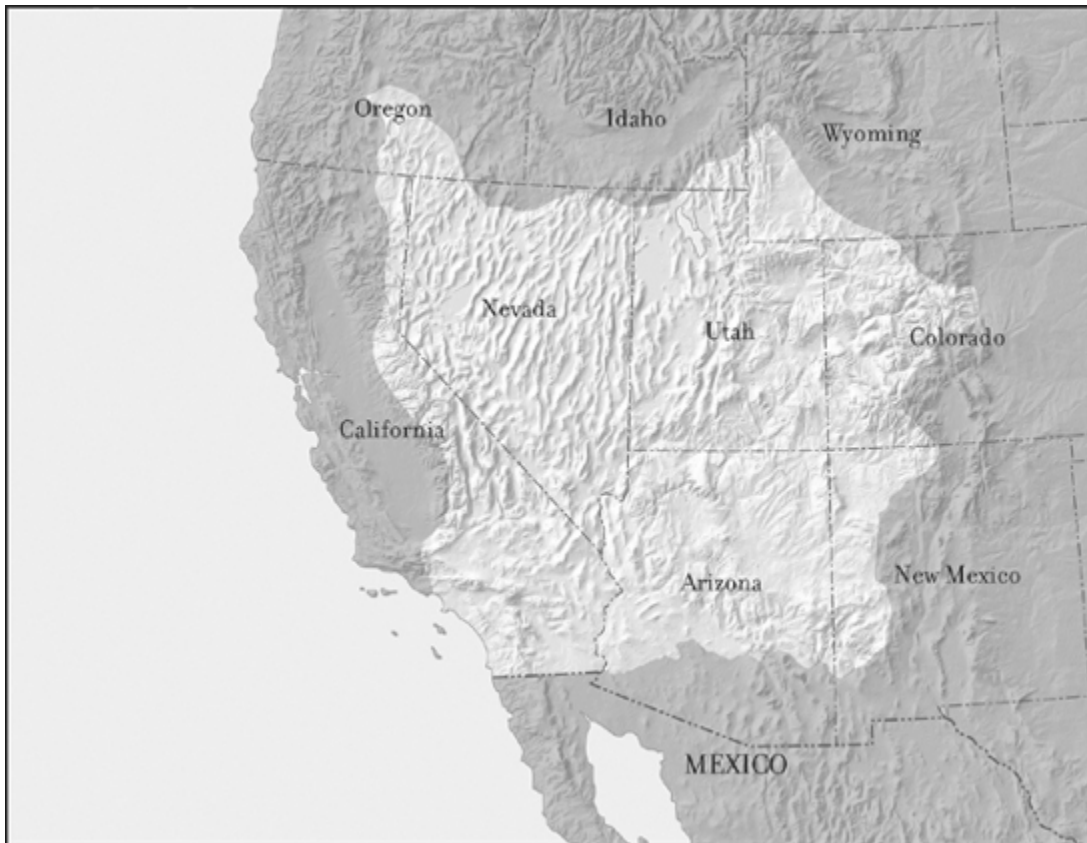 Oregon
Idaho
Wyoming
Nevada
Utah
Colorado
California
Arizona
New Mexico
MEXICO